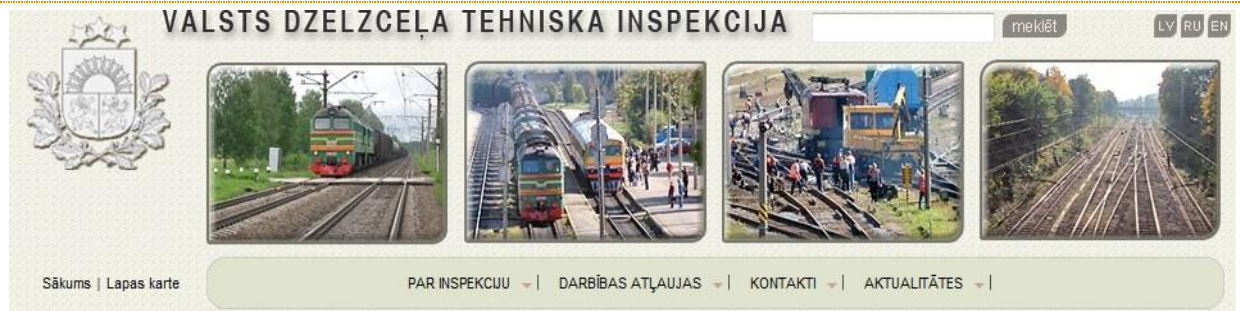 VALSTS DZELZCEĻA TEHNISKA INSPEKCIJA meklēt LV RU EN
Sākums | Lapas karte PAR INSPEKCIJU | DARBĪBAS ATĻAUJAS | KONTAKTI | AKTUALITĀTES |